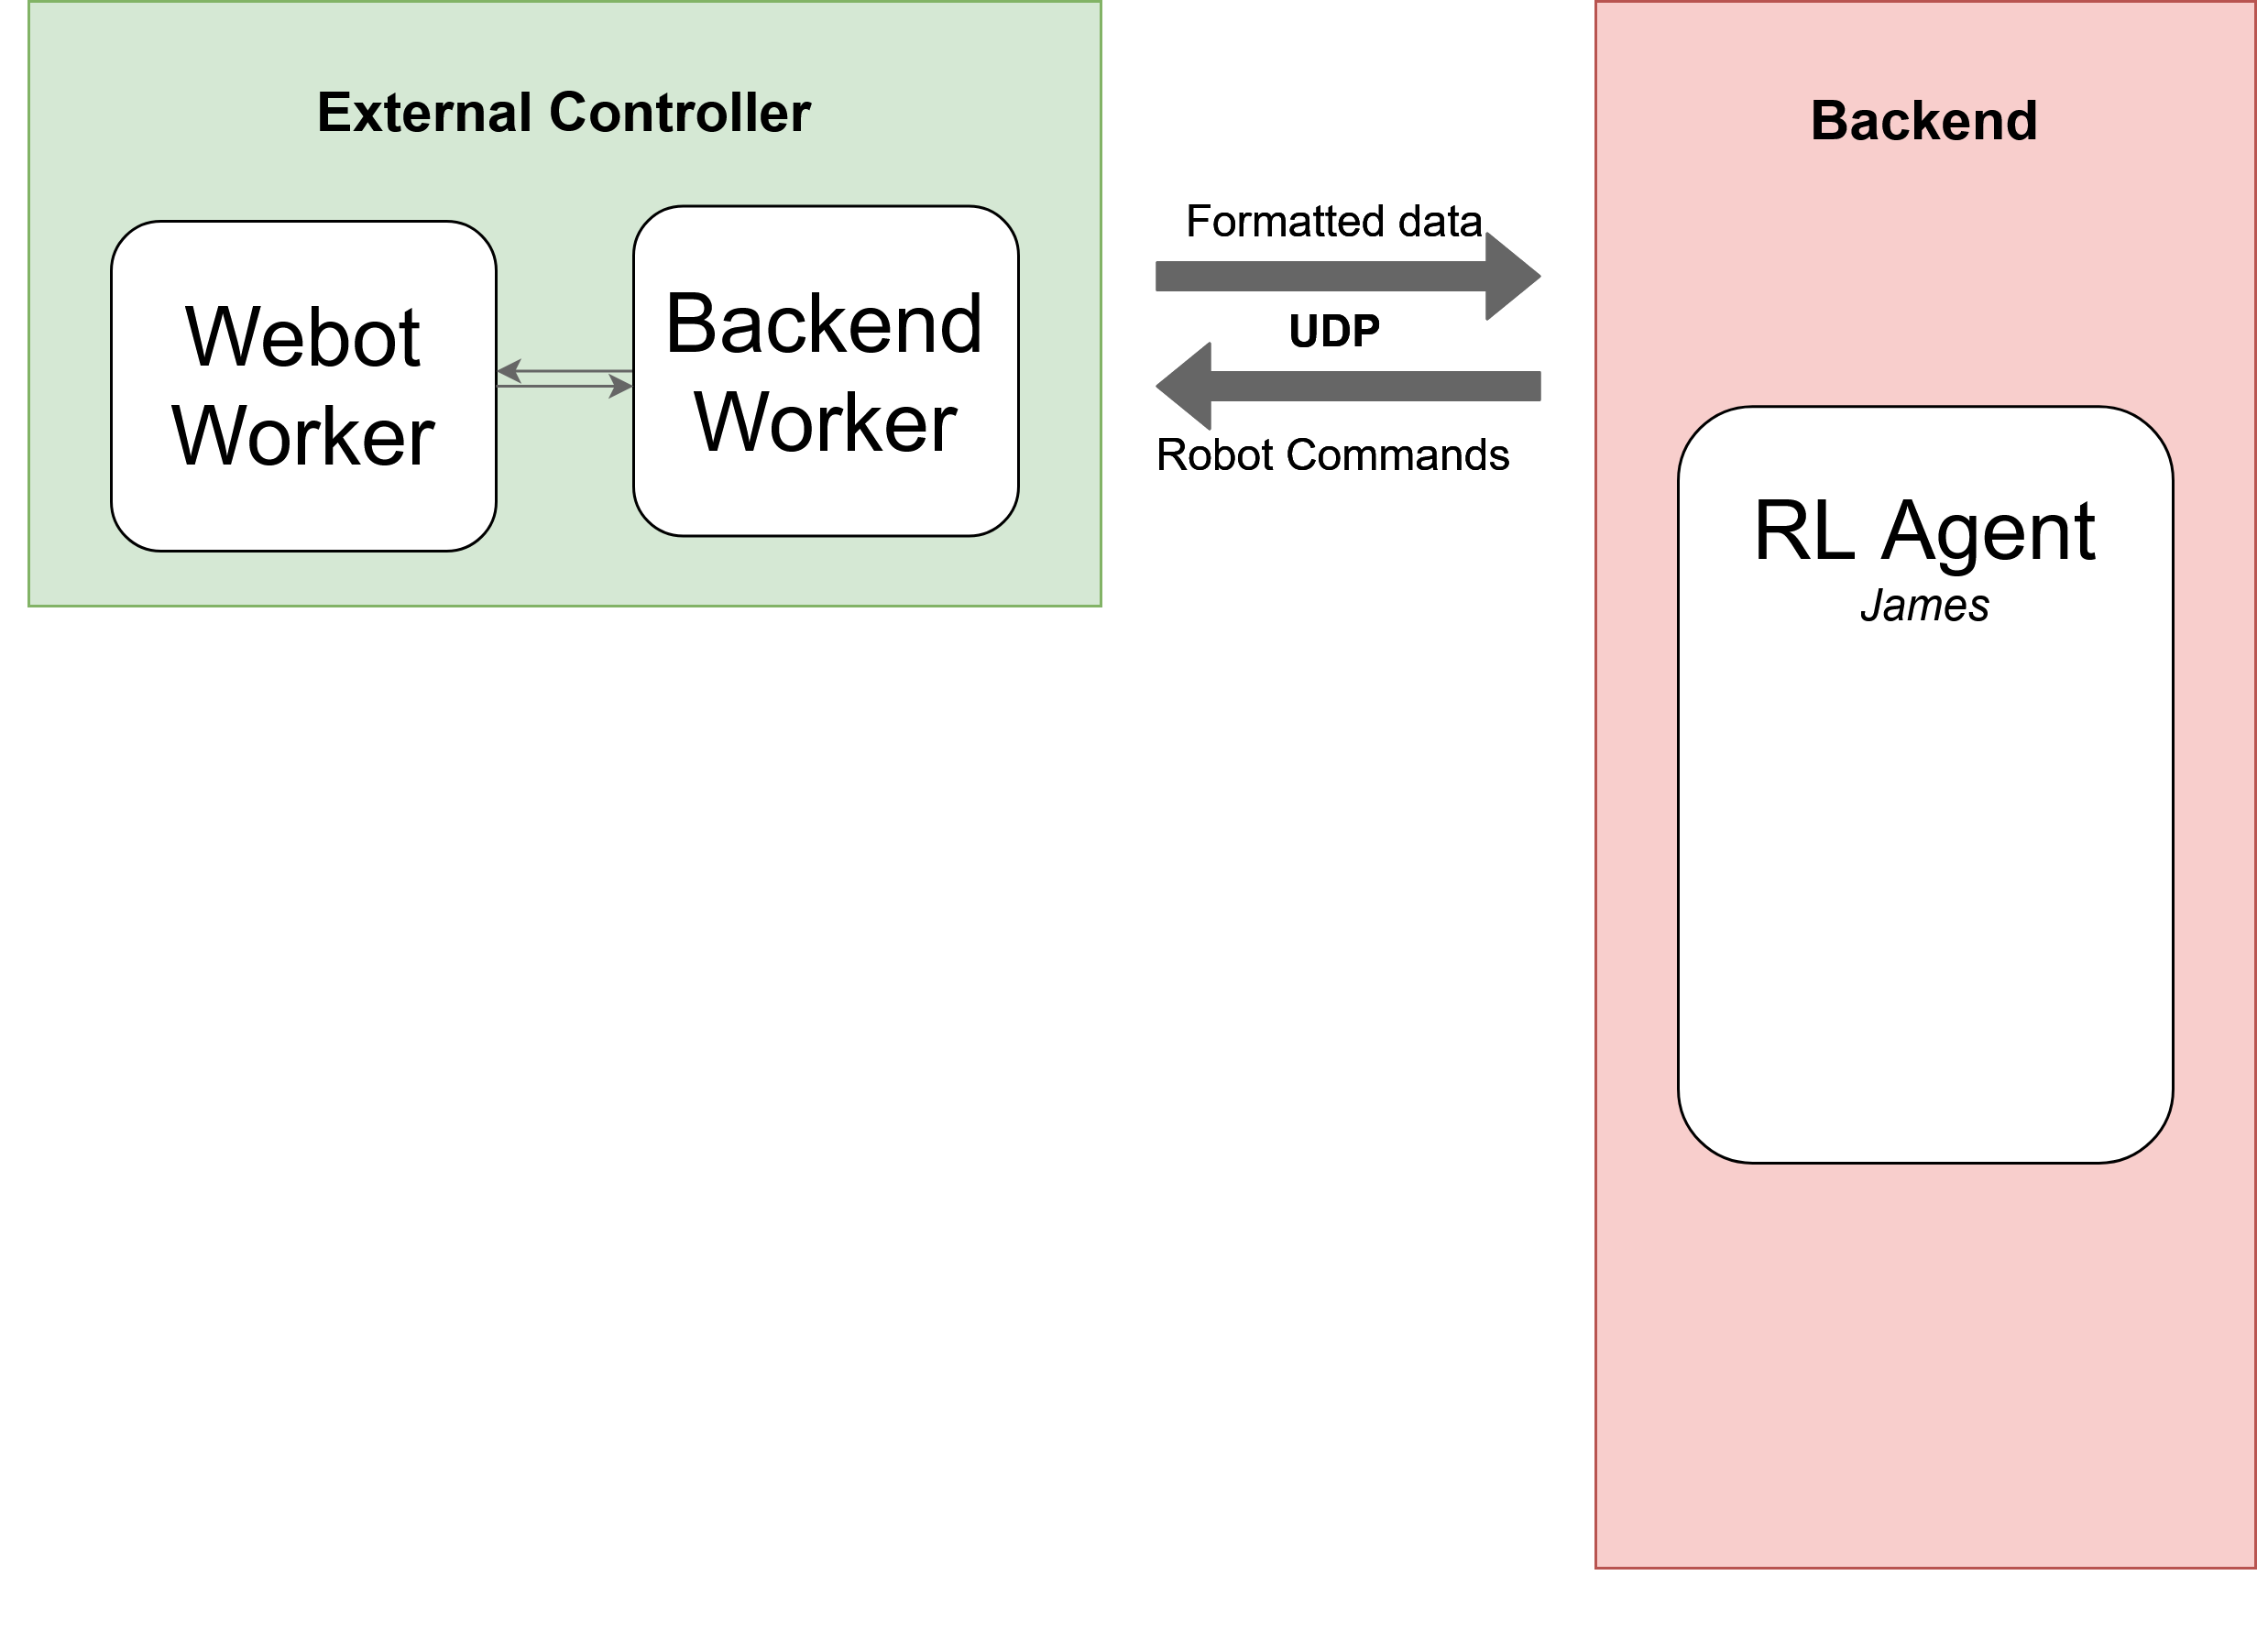 External Controller
Webot
Worker
Backend
Worker
Formatted data
UDP
Robot Commands
Backend
RL Agent
James